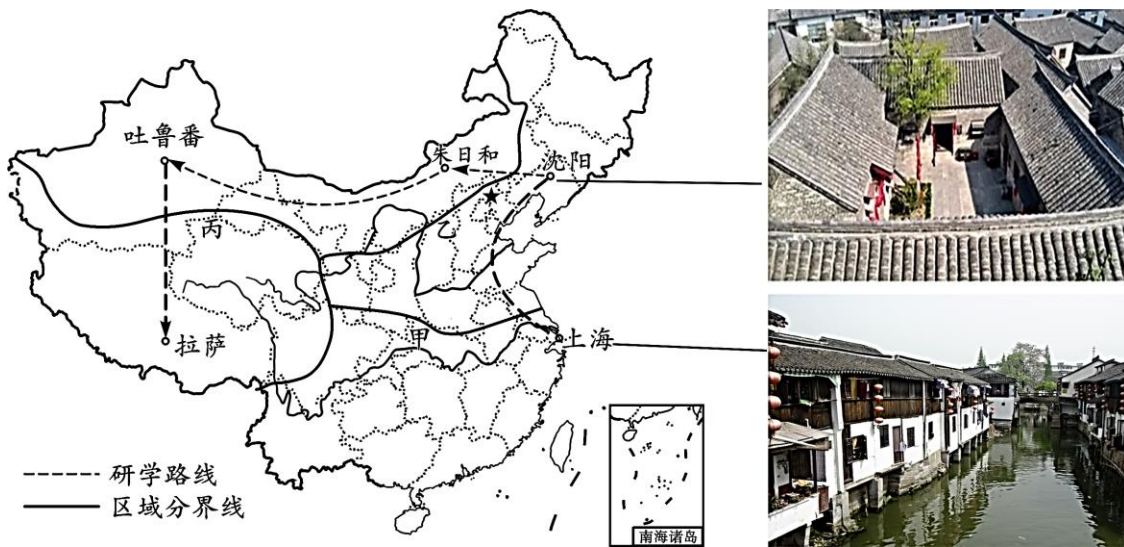 吐鲁番
朱日和
沈阳
丙
乙
拉萨
甲
上海
研学路线
区域分界线
南海诸岛